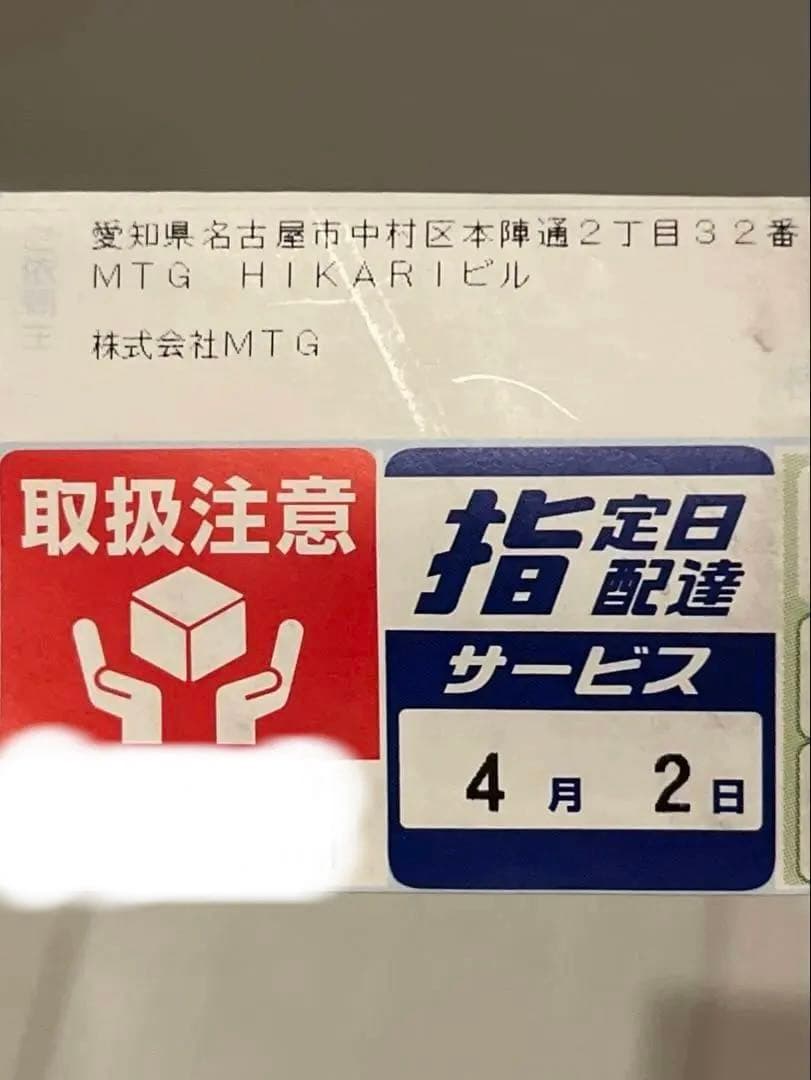 愛知県名古屋市中村区本陣通２丁目３２番
ＭＴＧ　ＨＩＫＡＲＩビル
株式会社ＭＴＧ
取扱注意
指定日
配達
サービス
4月 2日